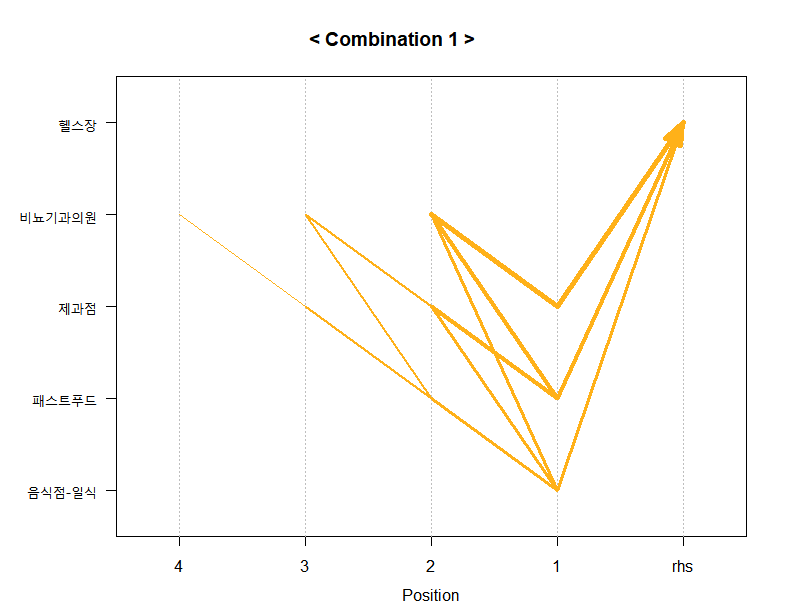 < Combination 1 >
헬스장
비뇨기과의원
제과점
패스트푸드
음식점-일식
4 3 2 1 rhs
Position